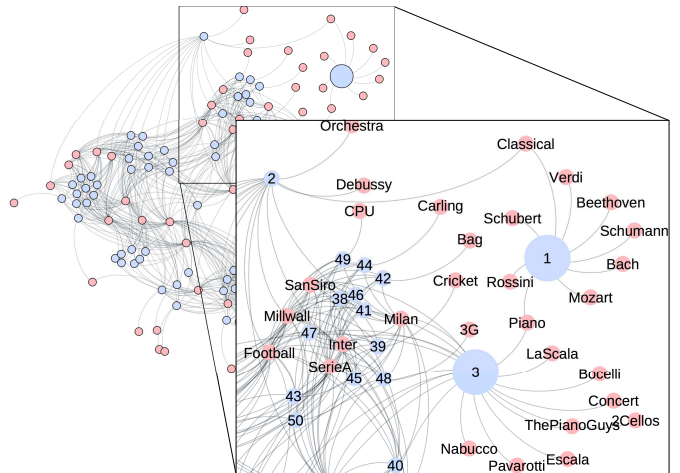 Orchestra
Classical
2
Debussy
Verdi
CPU
Carling
Schubert
Beethoven
Schumann
Bag
49
44
1
Bach
42
SanSiro
Cricket
Rossini
38
46
Mozart
41
Millwall
Milan
Piano
47
3G
Inter
39
Football
LaScala
SerieA
3
45
48
Bocelli
43
Concert
50
ThePianoGuys
2Cellos
Nabucco
40
Pavarotti
Escala